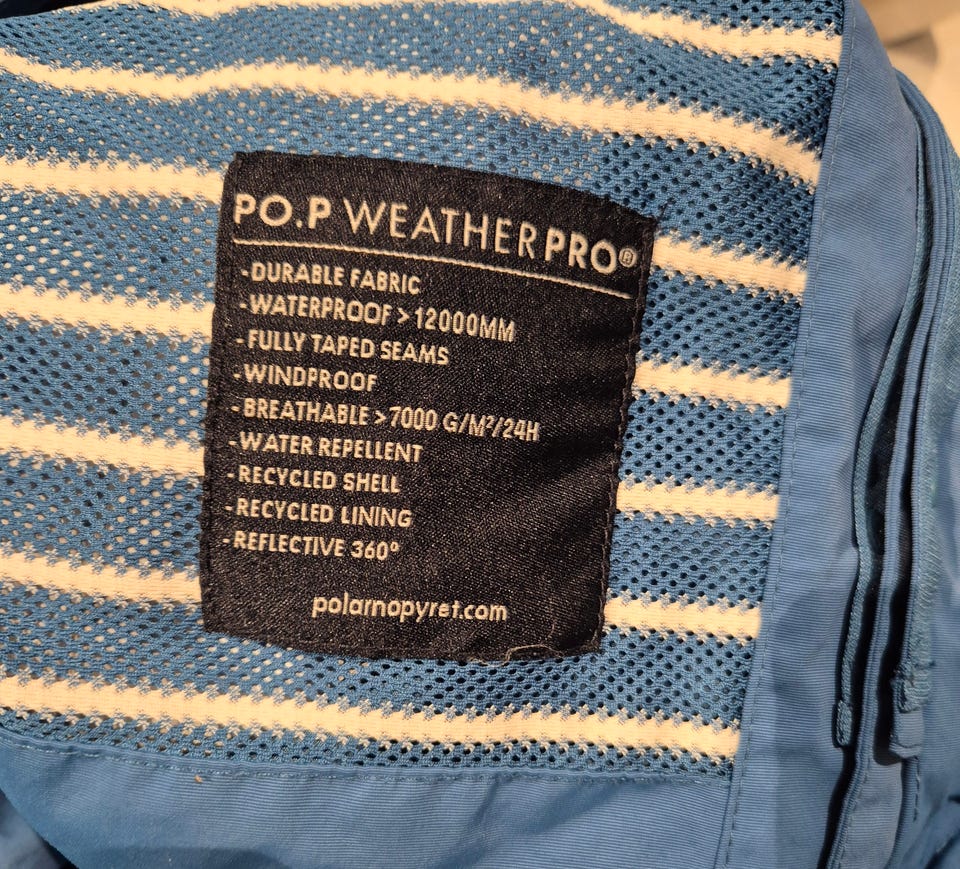 PO.P WEATHERPRO®
-DURABLE FABRIC
-WATERPROOF > 12000MM
-FULLY TAPED SEAMS
-WINDPROOF
-BREATHABLE > 7000 G/M²/24H
-WATER REPELLENT
-RECYCLED SHELL
-RECYCLED LINING
-REFLECTIVE 360°
polarnopyret.com